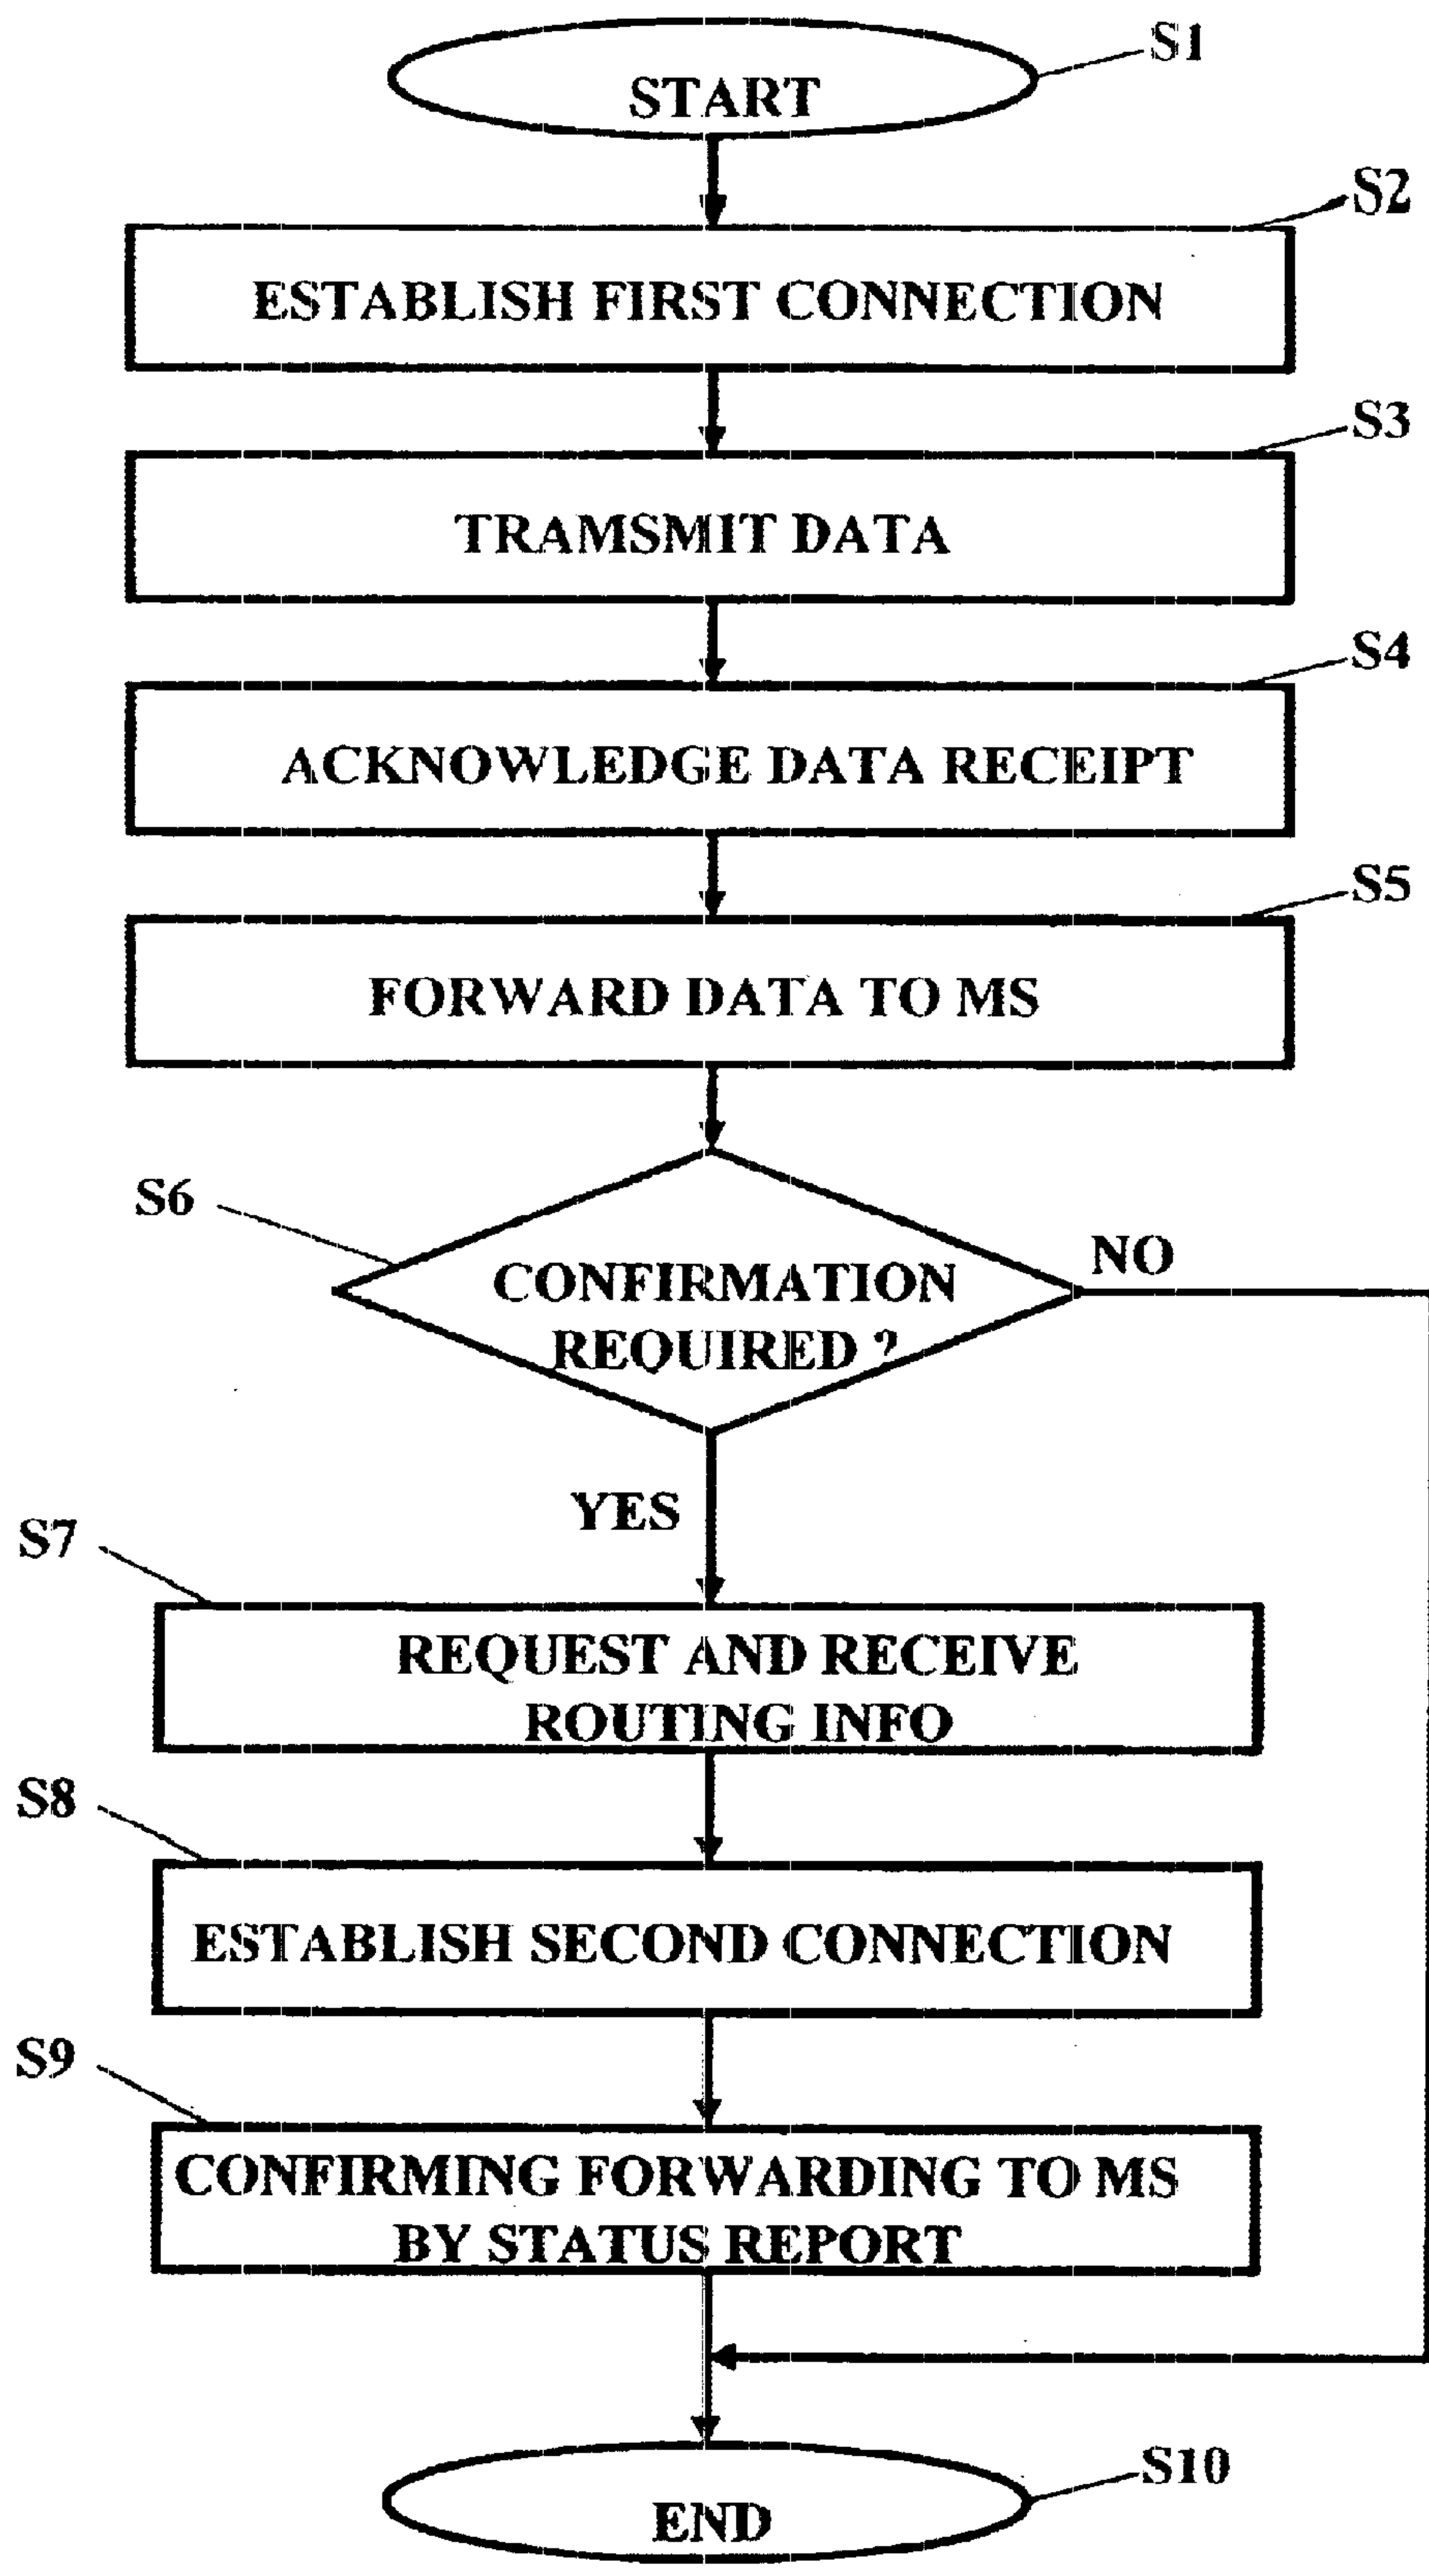 S1
START
S2
ESTABLISH FIRST CONNECTION
S3
TRAMSMIT DATA
S4
ACKNOWLEDGE DATA RECEIPT
S5
FORWARD DATA TO MS
S6
NO
CONFIRMATION
REQUIRED ?
YES
S7
REQUEST AND RECEIVE
ROUTING INFO
S8
ESTABLISH SECOND CONNECTION
S9
CONFIRMING FORWARDING TO MS
BY STATUS REPORT
S10
END